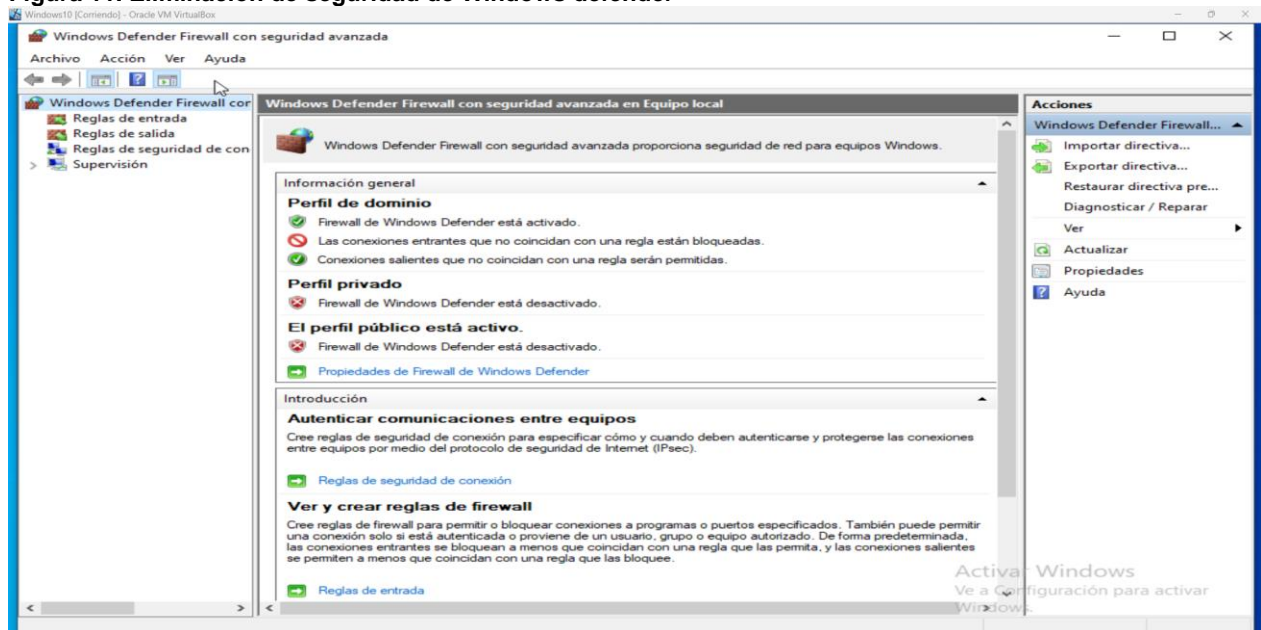 Windows10 [Corriendo] - Oracle VM VirtualBox
Windows Defender Firewall con seguridad avanzada
Archivo Acción Ver Ayuda
Windows Defender Firewall cor
Reglas de entrada
Reglas de salida
Reglas de seguridad de con
Supervisión
Windows Defender Firewall con seguridad avanzada en Equipo local
Windows Defender Firewall con seguridad avanzada proporciona seguridad de red para equipos Windows.
Información general
Perfil de dominio
Firewall de Windows Defender está activado.
Las conexiones entrantes que no coincidan con una regla están bloqueadas.
Conexiones salientes que no coincidan con una regla serán permitidas.
Perfil privado
Firewall de Windows Defender está desactivado.
El perfil público está activo.
Firewall de Windows Defender está desactivado.
Propiedades de Firewall de Windows Defender
Introducción
Autenticar comunicaciones entre equipos
Cree reglas de seguridad de conexión para especificar cómo y cuando deben autenticarse y protegerse las conexiones
entre equipos por medio del protocolo de seguridad de Internet (IPsec).
Reglas de seguridad de conexión
Ver y crear reglas de firewall
Cree reglas de firewall para permitir o bloquear conexiones a programas o puertos especificados. También puede permitir
una conexión solo si está autenticada o proviene de un usuario, grupo o equipo autorizado. De forma predeterminada,
las conexiones entrantes se bloquean a menos que coincidan con una regla que las permita, y las conexiones salientes
se permiten a menos que coincidan con una regla que las bloquee.
Reglas de entrada
Acciones
Windows Defender Firewall...
Importar directiva...
Exportar directiva...
Restaurar directiva pre...
Diagnosticar / Reparar
Ver
Actualizar
Propiedades
Ayuda
Activar Windows
Ve a Configuración para activar
Windows.